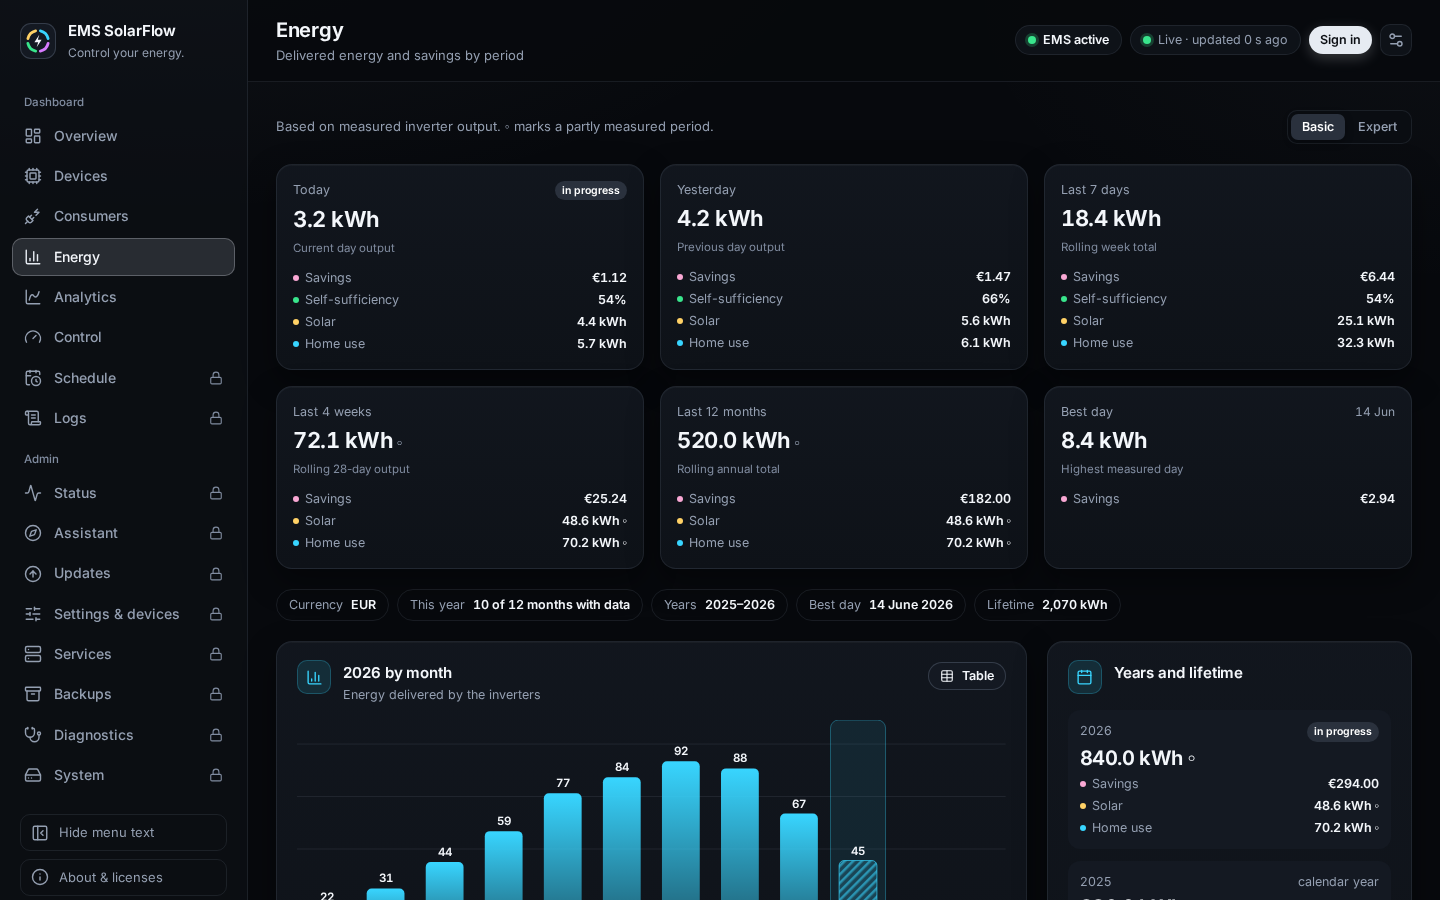 EMS SolarFlow
Control your energy.
Dashboard
Overview
Devices
Consumers
Energy
Analytics
Control
Schedule
Logs
Admin
Status
Assistant
Updates
Settings & devices
Services
Backups
Diagnostics
System
Hide menu text
About & licenses
Energy
Delivered energy and savings by period
EMS active
Live · updated 0 s ago
Sign in
Based on measured inverter output. ◦ marks a partly measured period.
Basic
Expert
Today
in progress
3.2 kWh
Current day output
Savings €1.12
Self-sufficiency 54%
Solar 4.4 kWh
Home use 5.7 kWh
Yesterday
4.2 kWh
Previous day output
Savings €1.47
Self-sufficiency 66%
Solar 5.6 kWh
Home use 6.1 kWh
Last 7 days
18.4 kWh
Rolling week total
Savings €6.44
Self-sufficiency 54%
Solar 25.1 kWh
Home use 32.3 kWh
Last 4 weeks
72.1 kWh ◦
Rolling 28-day output
Savings €25.24
Solar 48.6 kWh ◦
Home use 70.2 kWh ◦
Last 12 months
520.0 kWh ◦
Rolling annual total
Savings €182.00
Solar 48.6 kWh ◦
Home use 70.2 kWh ◦
Best day 14 Jun
8.4 kWh
Highest measured day
Savings €2.94
Currency EUR
This year 10 of 12 months with data
Years 2025–2026
Best day 14 June 2026
Lifetime 2,070 kWh
2026 by month
Energy delivered by the inverters
Table
22
31
44
59
77
84
92
88
67
45
Years and lifetime
2026
in progress
840.0 kWh ◦
Savings €294.00
Solar 48.6 kWh ◦
Home use 70.2 kWh ◦
2025 calendar year